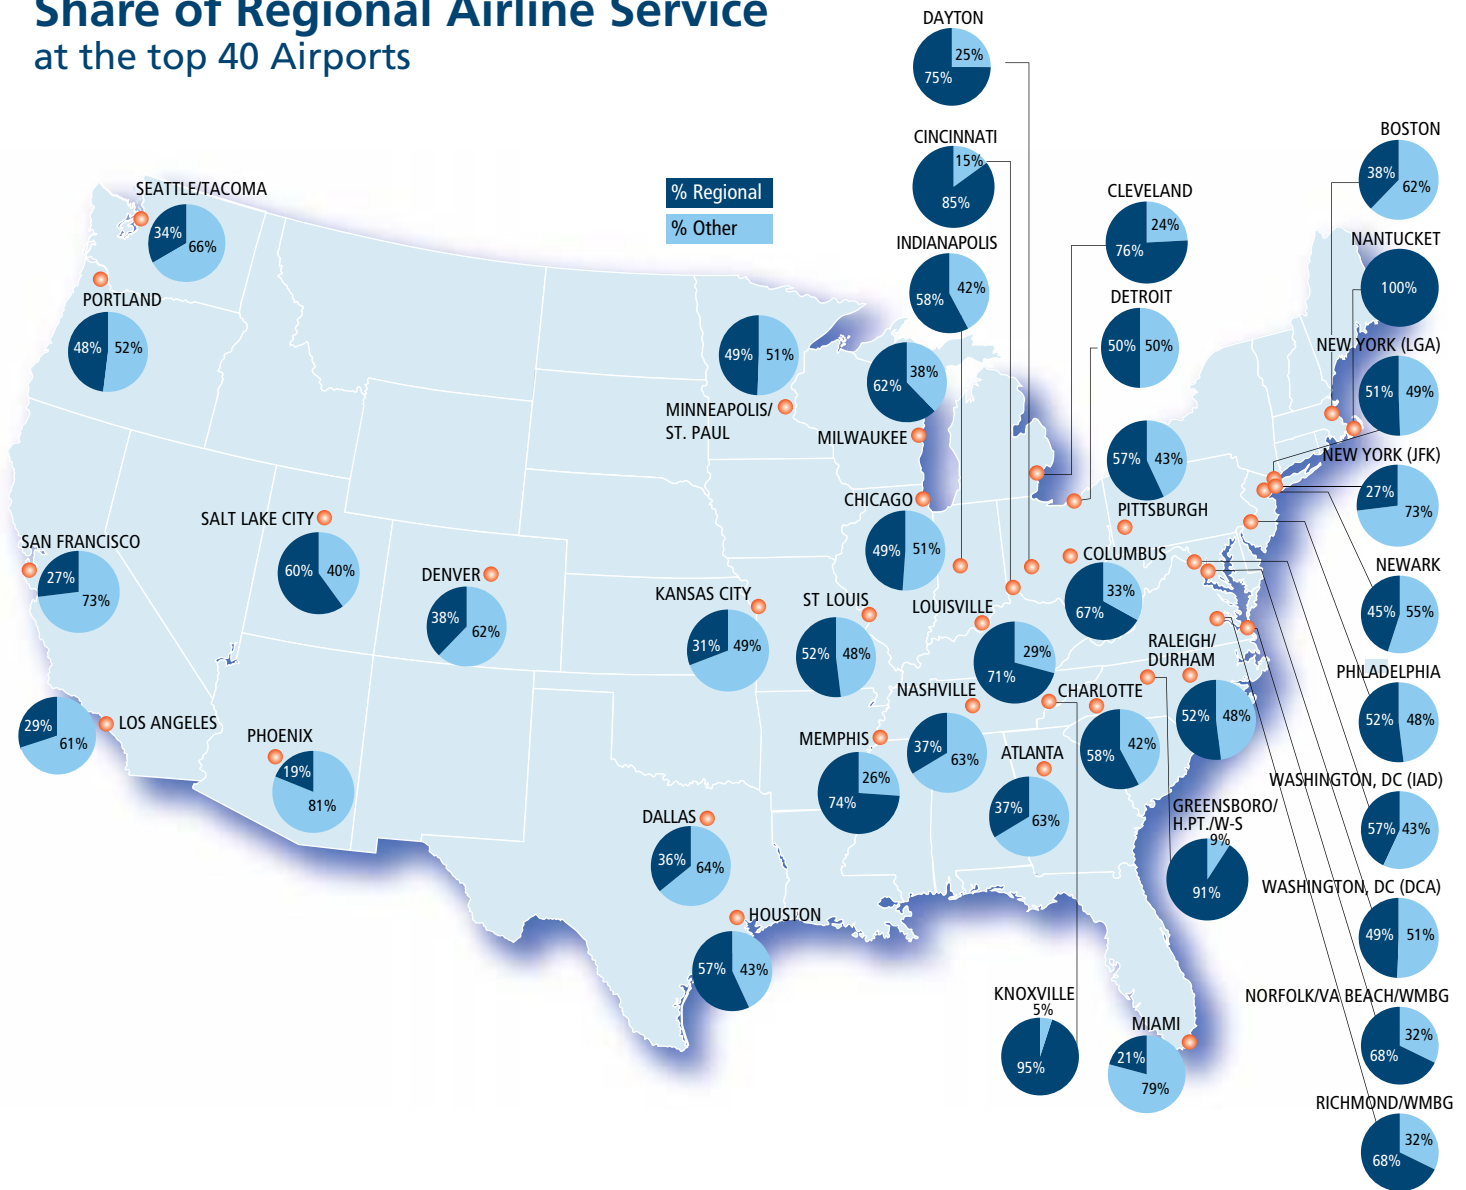 Share of Regional Airline Service
at the top 40 Airports
% Regional
% Other
DAYTON
25%
75%
CINCINNATI
15%
85%
INDIANAPOLIS
58%
42%
CLEVELAND
24%
76%
DETROIT
50%
50%
57%
43%
PITTSBURGH
BOSTON
38%
62%
NANTUCKET
100%
NEW YORK (LGA)
51%
49%
NEW YORK (JFK)
27%
73%
NEWARK
45%
55%
PHILADELPHIA
52%
48%
WASHINGTON, DC (IAD)
57%
43%
WASHINGTON, DC (DCA)
49%
51%
NORFOLK/VA BEACH/WMBG
32%
68%
RICHMOND/WMBG
32%
68%
SEATTLE/TACOMA
34%
66%
PORTLAND
48%
52%
SAN FRANCISCO
27%
73%
SALT LAKE CITY
60%
40%
DENVER
38%
62%
29%
61%
LOS ANGELES
PHOENIX
19%
81%
49%
51%
MINNEAPOLIS/
ST. PAUL
62%
38%
MILWAUKEE
CHICAGO
49%
51%
KANSAS CITY
31%
49%
ST LOUIS
52%
48%
LOUISVILLE
29%
71%
COLUMBUS
33%
67%
RALEIGH/
DURHAM
52%
48%
NASHVILLE
37%
63%
CHARLOTTE
58%
42%
MEMPHIS
26%
74%
ATLANTA
37%
63%
GREENSBORO/
H.PT./W-S
9%
91%
DALLAS
36%
64%
HOUSTON
57%
43%
KNOXVILLE
5%
95%
MIAMI
21%
79%